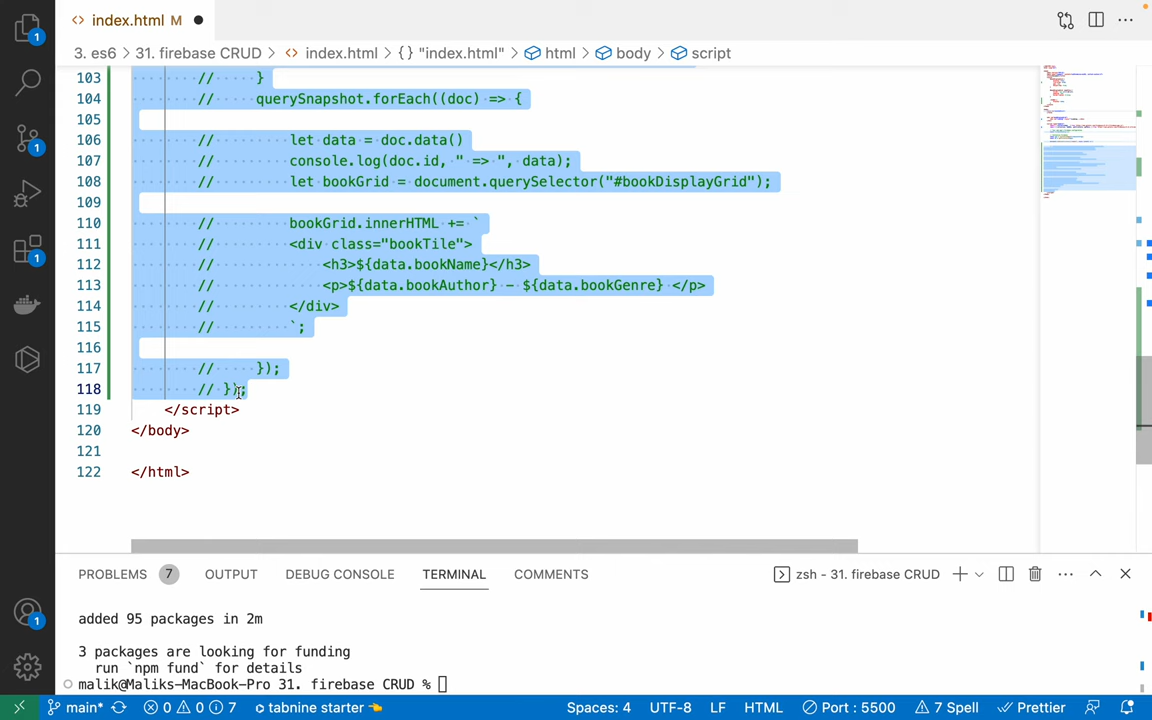 index.html M
3. es6 > 31. firebase CRUD > index.html > "index.html" > html > body > script
103 // }
104 // querySnapshot.forEach((doc) => {
105
106 // let data = doc.data()
107 // console.log(doc.id, " => ", data);
108 // let bookGrid = document.querySelector("#bookDisplayGrid");
109
110 // bookGrid.innerHTML += `
111 // <div class="bookTile">
112 // <h3>${data.bookName}</h3>
113 // <p>${data.bookAuthor} - ${data.bookGenre} </p>
114 // </div>
115 // `;
116
117 // });
118 // });
119 </script>
120 </body>
121
122 </html>
PROBLEMS 7 OUTPUT DEBUG CONSOLE TERMINAL COMMENTS zsh - 31. firebase CRUD
added 95 packages in 2m
3 packages are looking for funding
run `npm fund` for details
malik@Maliks-MacBook-Pro 31. firebase CRUD %
main* 0 0 7 tabnine starter Spaces: 4 UTF-8 LF HTML Port : 5500 7 Spell Prettier
1
1
1
1